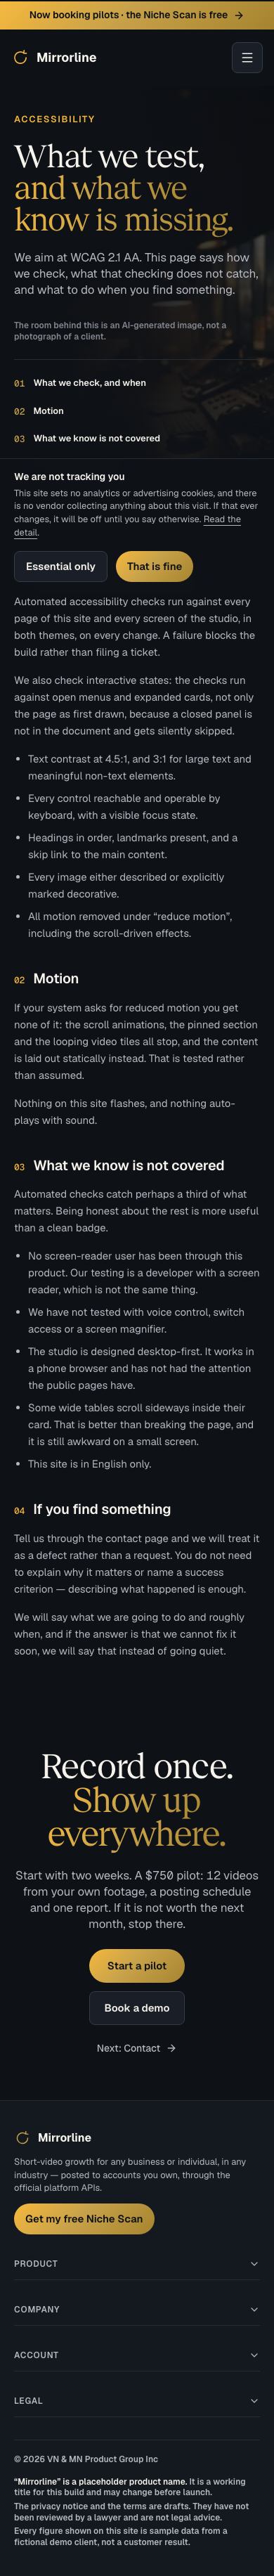 Now booking pilots · the Niche Scan is free →
Mirrorline
ACCESSIBILITY
What we test,
and what we
know is missing.
We aim at WCAG 2.1 AA. This page says how
we check, what that checking does not catch,
and what to do when you find something.
The room behind this is an AI-generated image, not a
photograph of a client.
01 What we check, and when
02 Motion
03 What we know is not covered
We are not tracking you
This site sets no analytics or advertising cookies, and there
is no vendor collecting anything about this visit. If that ever
changes, it will be off until you say otherwise. Read the
detail.
Essential only
That is fine
Automated accessibility checks run against every
page of this site and every screen of the studio, in
both themes, on every change. A failure blocks the
build rather than filing a ticket.
We also check interactive states: the checks run
against open menus and expanded cards, not only
the page as first drawn, because a closed panel is
not in the document and gets silently skipped.
• Text contrast at 4.5:1, and 3:1 for large text and
meaningful non-text elements.
• Every control reachable and operable by
keyboard, with a visible focus state.
• Headings in order, landmarks present, and a
skip link to the main content.
• Every image either described or explicitly
marked decorative.
• All motion removed under “reduce motion”,
including the scroll-driven effects.
02 Motion
If your system asks for reduced motion you get
none of it: the scroll animations, the pinned section
and the looping video tiles all stop, and the content
is laid out statically instead. That is tested rather
than assumed.
Nothing on this site flashes, and nothing auto-
plays with sound.
03 What we know is not covered
Automated checks catch perhaps a third of what
matters. Being honest about the rest is more useful
than a clean badge.
• No screen-reader user has been through this
product. Our testing is a developer with a screen
reader, which is not the same thing.
• We have not tested with voice control, switch
access or a screen magnifier.
• The studio is designed desktop-first. It works in
a phone browser and has not had the attention
the public pages have.
• Some wide tables scroll sideways inside their
card. That is better than breaking the page, and
it is still awkward on a small screen.
• This site is in English only.
04 If you find something
Tell us through the contact page and we will treat it
as a defect rather than a request. You do not need
to explain why it matters or name a success
criterion — describing what happened is enough.
We will say what we are going to do and roughly
when, and if the answer is that we cannot fix it
soon, we will say that instead of going quiet.
Record once.
Show up
everywhere.
Start with two weeks. A $750 pilot: 12 videos
from your own footage, a posting schedule
and one report. If it is not worth the next
month, stop there.
Start a pilot
Book a demo
Next: Contact →
Mirrorline
Short-video growth for any business or individual, in any
industry — posted to accounts you own, through the
official platform APIs.
Get my free Niche Scan
PRODUCT
COMPANY
ACCOUNT
LEGAL
© 2026 VN & MN Product Group Inc
“Mirrorline” is a placeholder product name. It is a working
title for this build and may change before launch.
The privacy notice and the terms are drafts. They have not
been reviewed by a lawyer and are not legal advice.
Every figure shown on this site is sample data from a
fictional demo client, not a customer result.